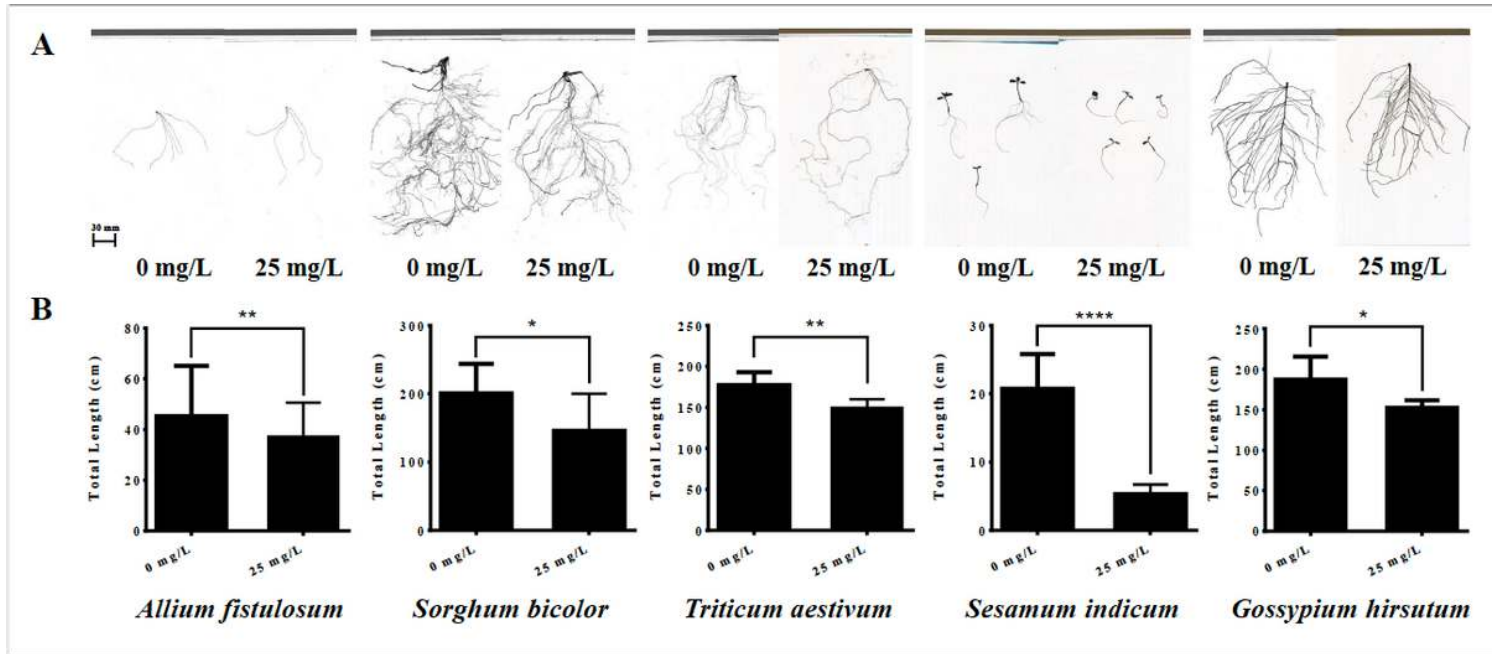 A
30 mm
0 mg/L 25 mg/L 0 mg/L 25 mg/L 0 mg/L 25 mg/L 0 mg/L 25 mg/L 0 mg/L 25 mg/L
B
Total Length (cm)
80
60
40
20
0
**
0 mg/L 25 mg/L
Allium fistulosum
Total Length (cm)
300
200
100
0
*
0 mg/L 25 mg/L
Sorghum bicolor
Total Length (cm)
250
200
150
100
50
0
**
0 mg/L 25 mg/L
Triticum aestivum
Total Length (cm)
30
20
10
0
****
0 mg/L 25 mg/L
Sesamum indicum
Total Length (cm)
250
200
150
100
50
0
*
0 mg/L 25 mg/L
Gossypium hirsutum